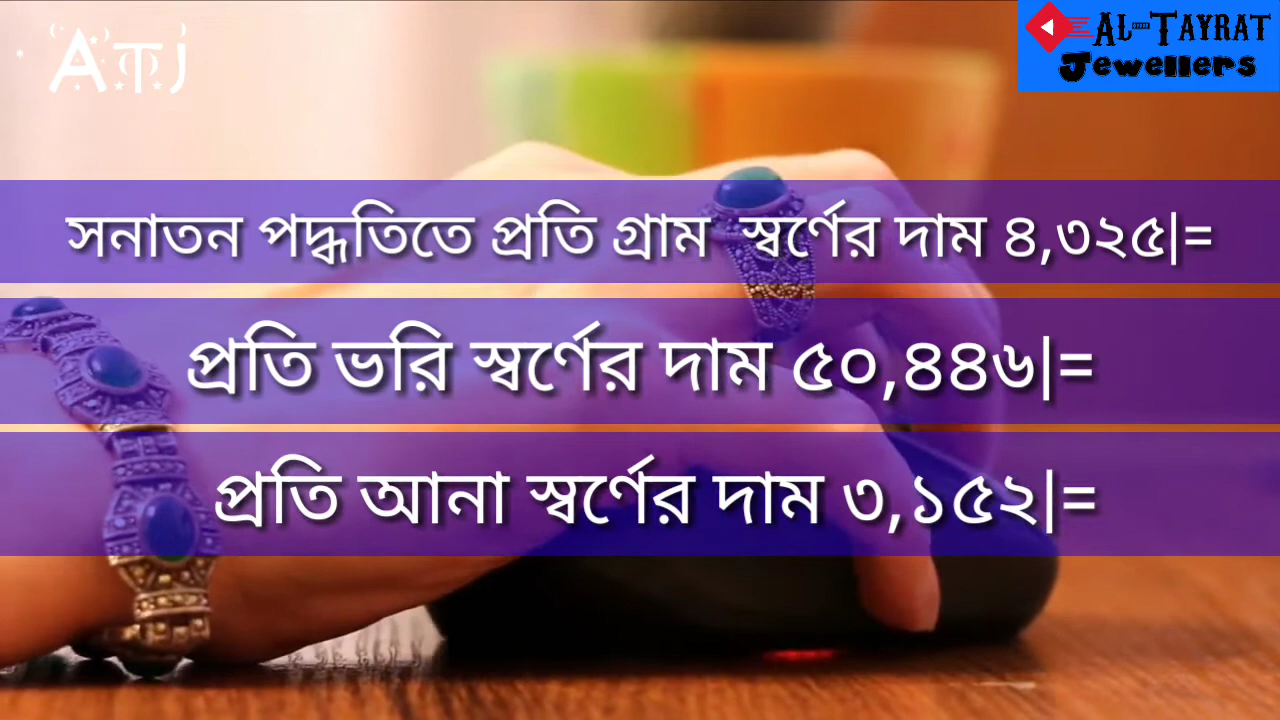 ATJ
AL-TAYRAT
Jewellers
সনাতন পদ্ধতিতে প্রতি গ্রাম স্বর্ণের দাম ৪,৩২৫|=
প্রতি ভরি স্বর্ণের দাম ৫০,৪৪৬|=
প্রতি আনা স্বর্ণের দাম ৩,১৫২|=